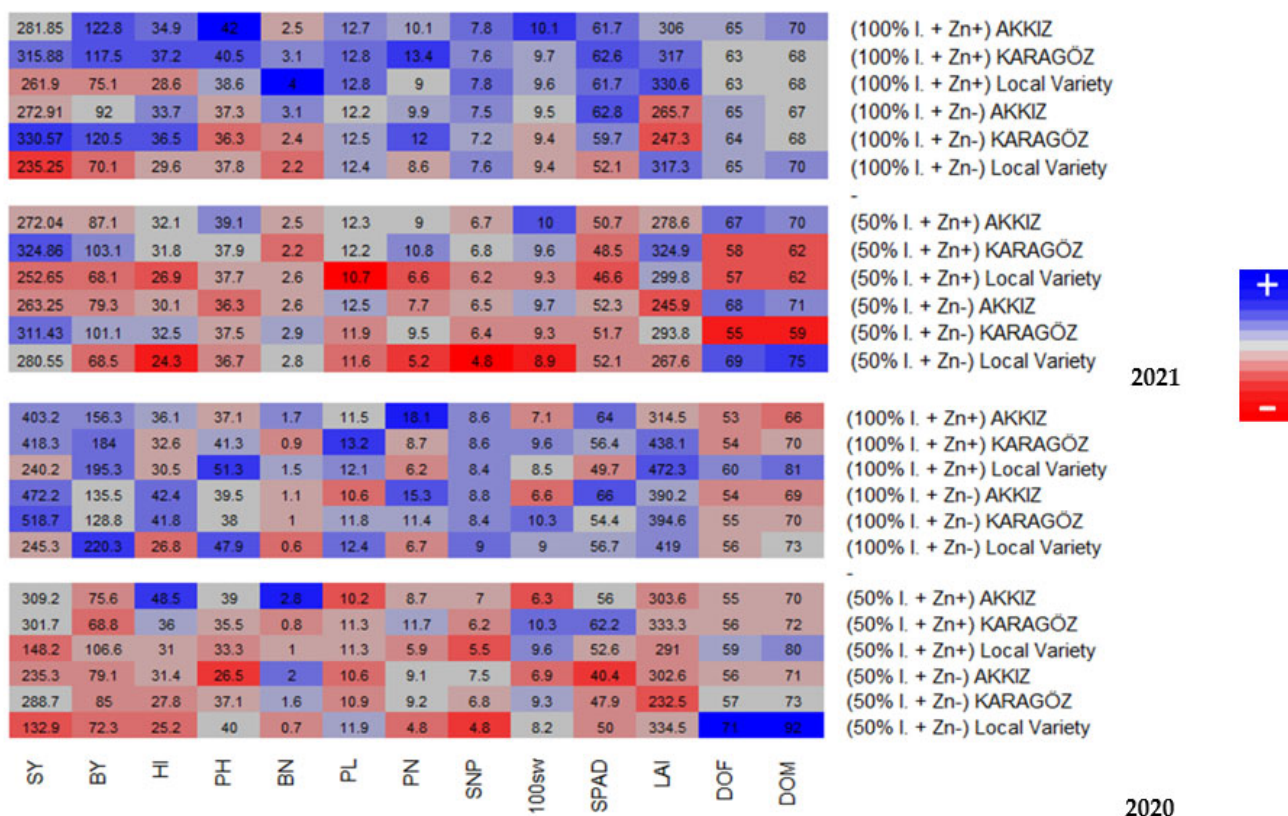 281.85 122.8 34.9 42 2.5 12.7 10.1 7.8 10.1 61.7 306 65 70 (100% I. + Zn+) AKKIZ
315.88 117.5 37.2 40.5 3.1 12.8 13.4 7.6 9.7 62.6 317 63 68 (100% I. + Zn+) KARAGÖZ
261.9 75.1 28.6 38.6 4 12.8 9 7.8 9.6 61.7 330.6 63 68 (100% I. + Zn+) Local Variety
272.91 92 33.7 37.3 3.1 12.2 9.9 7.5 9.5 62.8 265.7 65 67 (100% I. + Zn-) AKKIZ
330.57 120.5 36.5 36.3 2.4 12.5 12 7.2 9.4 59.7 247.3 64 68 (100% I. + Zn-) KARAGÖZ
235.25 70.1 29.6 37.8 2.2 12.4 8.6 7.6 9.4 52.1 317.3 65 70 (100% I. + Zn-) Local Variety
-
272.04 87.1 32.1 39.1 2.5 12.3 9 6.7 10 50.7 278.6 67 70 (50% I. + Zn+) AKKIZ
324.86 103.1 31.8 37.9 2.2 12.2 10.8 6.8 9.6 48.5 324.9 58 62 (50% I. + Zn+) KARAGÖZ
252.65 68.1 26.9 37.7 2.6 10.7 6.6 6.2 9.3 46.6 299.8 57 62 (50% I. + Zn+) Local Variety
263.25 79.3 30.1 36.3 2.6 12.5 7.7 6.5 9.7 52.3 245.9 68 71 (50% I. + Zn-) AKKIZ
311.43 101.1 32.5 37.5 2.9 11.9 9.5 6.4 9.3 51.7 293.8 55 59 (50% I. + Zn-) KARAGÖZ
280.55 68.5 24.3 36.7 2.8 11.6 5.2 4.8 8.9 52.1 267.6 69 75 (50% I. + Zn-) Local Variety
+
-
2021
403.2 156.3 36.1 37.1 1.7 11.5 18.1 8.6 7.1 64 314.5 53 66 (100% I. + Zn+) AKKIZ
418.3 184 32.6 41.3 0.9 13.2 8.7 8.6 9.6 56.4 438.1 54 70 (100% I. + Zn+) KARAGÖZ
240.2 195.3 30.5 51.3 1.5 12.1 6.2 8.4 8.5 49.7 472.3 60 81 (100% I. + Zn+) Local Variety
472.2 135.5 42.4 39.5 1.1 10.6 15.3 8.8 6.6 66 390.2 54 69 (100% I. + Zn-) AKKIZ
518.7 128.8 41.8 38 1 11.8 11.4 8.4 10.3 54.4 394.6 55 70 (100% I. + Zn-) KARAGÖZ
245.3 220.3 26.8 47.9 0.6 12.4 6.7 9 9 56.7 419 56 73 (100% I. + Zn-) Local Variety
-
309.2 75.6 48.5 39 2.8 10.2 8.7 7 6.3 56 303.6 55 70 (50% I. + Zn+) AKKIZ
301.7 68.8 36 35.5 0.8 11.3 11.7 6.2 10.3 62.2 333.3 56 72 (50% I. + Zn+) KARAGÖZ
148.2 106.6 31 33.3 1 11.3 5.9 5.5 9.6 52.6 291 59 80 (50% I. + Zn+) Local Variety
235.3 79.1 31.4 26.5 2 10.6 9.1 7.5 6.9 40.4 302.6 56 71 (50% I. + Zn-) AKKIZ
288.7 85 27.8 37.1 1.6 10.9 9.2 6.8 9.3 47.9 232.5 57 73 (50% I. + Zn-) KARAGÖZ
132.9 72.3 25.2 40 0.7 11.9 4.8 4.8 8.2 50 334.5 71 92 (50% I. + Zn-) Local Variety
SY BY HI PH BN PL PN SNP 100sw SPAD LAI DOF DOM
2020